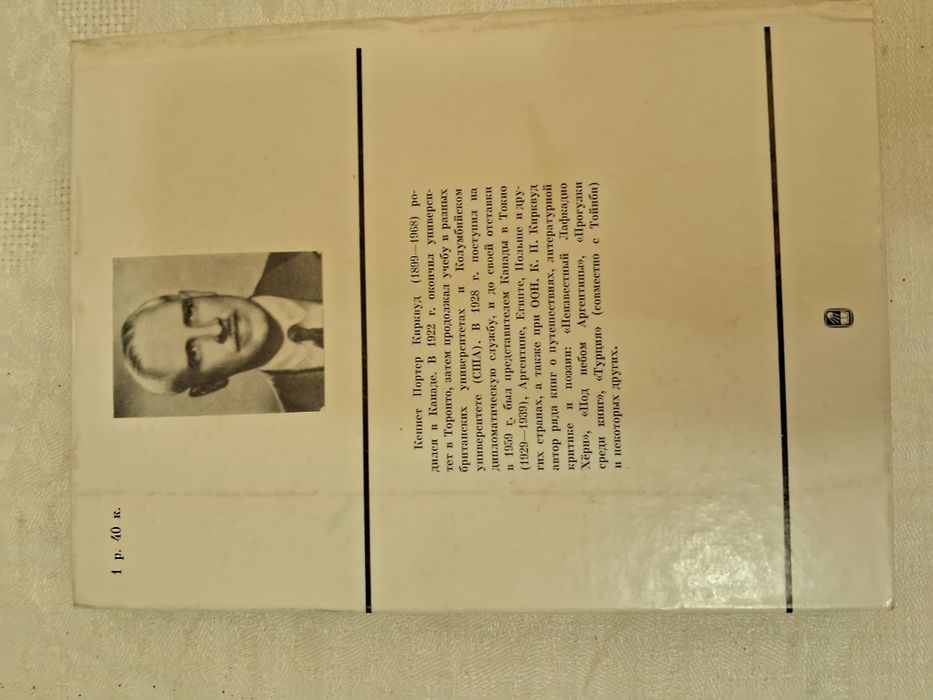 1 р. 40 к.
Кеннет Портер Кирквуд (1899—1968) ро-
дился в Канаде. В 1922 г. окончил универси-
тет в Торонто, затем продолжал учебу в разных
британских университетах и Колумбийском
университете (США). В 1928 г. поступил на
дипломатическую службу, и до своей отставки
в 1959 г. был представителем Канады в Токио
(1929—1939), Аргентине, Египте, Польше и дру-
гих странах, а также при ООН. К. П. Кирквуд
автор ряда книг о путешествиях, литературной
критике и поэзии: «Неизвестный Лафкадио
Хёрн», «Под небом Аргентины», «Прогулки
среди книг», «Турция» (совместно с Тойнби)
и некоторых других.